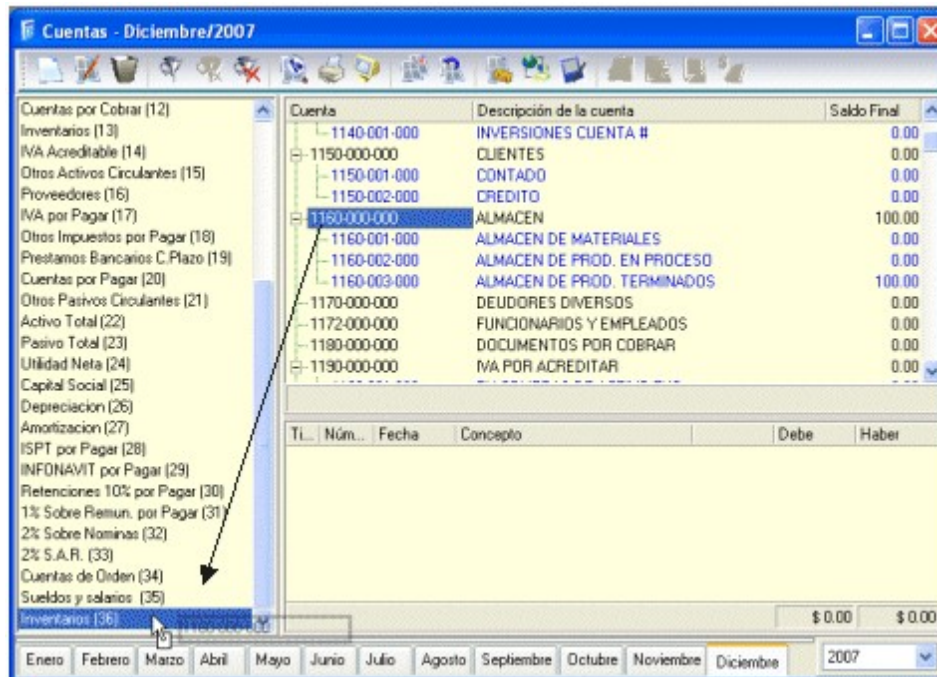 Cuentas - Diciembre/2007
Cuentas por Cobrar (12)
Inventarios (13)
IVA Acreditable (14)
Otros Activos Circulantes (15)
Proveedores (16)
IVA por Pagar (17)
Otros Impuestos por Pagar (18)
Prestamos Bancarios C.Plazo (19)
Cuentas por Pagar (20)
Otros Pasivos Circulantes (21)
Activo Total (22)
Pasivo Total (23)
Utilidad Neta (24)
Capital Social (25)
Depreciacion (26)
Amortizacion (27)
ISPT por Pagar (28)
INFONAVIT por Pagar (29)
Retenciones 10% por Pagar (30)
1% Sobre Remun. por Pagar (31)
2% Sobre Nominas (32)
2% S.A.R. (33)
Cuentas de Orden (34)
Sueldos y salarios (35)
Inventarios (36)
1160-000-000
Cuenta Descripción de la cuenta Saldo Final
1140-001-000 INVERSIONES CUENTA # 0.00
1150-000-000 CLIENTES 0.00
1150-001-000 CONTADO 0.00
1150-002-000 CREDITO 0.00
1160-000-000 ALMACEN 100.00
1160-001-000 ALMACEN DE MATERIALES 0.00
1160-002-000 ALMACEN DE PROD. EN PROCESO 0.00
1160-003-000 ALMACEN DE PROD. TERMINADOS 100.00
1170-000-000 DEUDORES DIVERSOS 0.00
1172-000-000 FUNCIONARIOS Y EMPLEADOS 0.00
1180-000-000 DOCUMENTOS POR COBRAR 0.00
1190-000-000 IVA POR ACREDITAR 0.00
Ti... Núm... Fecha Concepto Debe Haber
$ 0.00 $ 0.00
Enero Febrero Marzo Abril Mayo Junio Julio Agosto Septiembre Octubre Noviembre Diciembre 2007